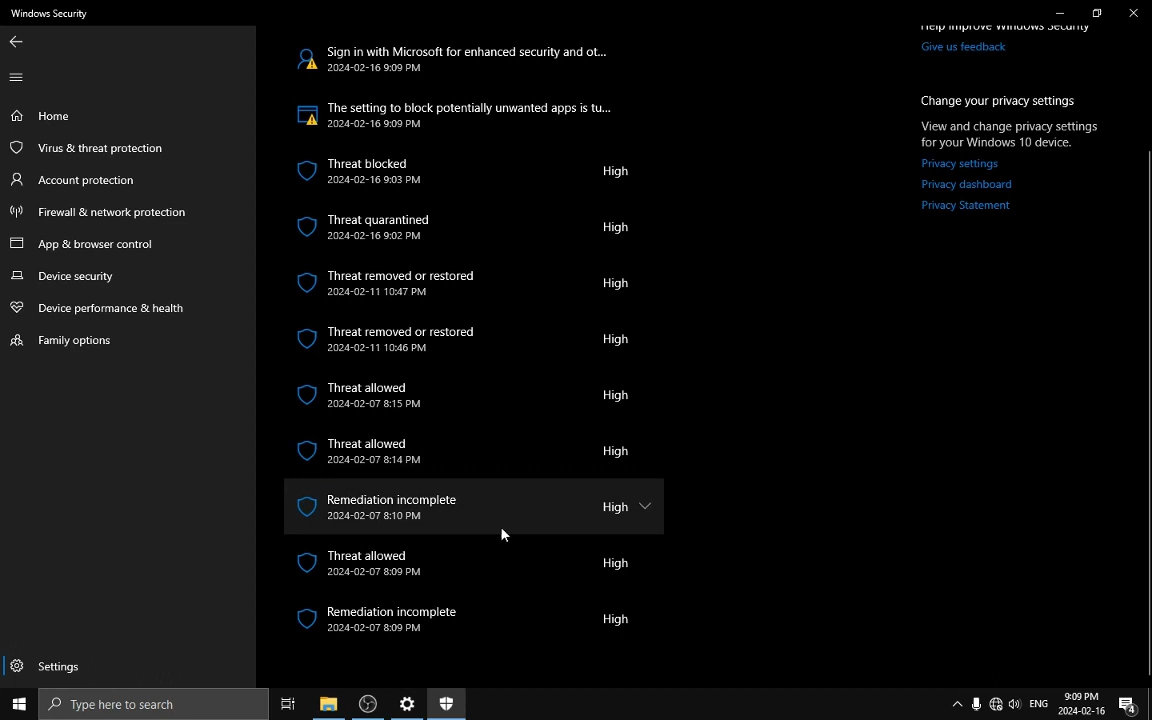 Windows Security
Home
Virus & threat protection
Account protection
Firewall & network protection
App & browser control
Device security
Device performance & health
Family options
Settings
Sign in with Microsoft for enhanced security and ot...
2024-02-16 9:09 PM
The setting to block potentially unwanted apps is tu...
2024-02-16 9:09 PM
Threat blocked
2024-02-16 9:03 PM
High
Threat quarantined
2024-02-16 9:02 PM
High
Threat removed or restored
2024-02-11 10:47 PM
High
Threat removed or restored
2024-02-11 10:46 PM
High
Threat allowed
2024-02-07 8:15 PM
High
Threat allowed
2024-02-07 8:14 PM
High
Remediation incomplete
2024-02-07 8:10 PM
High
Threat allowed
2024-02-07 8:09 PM
High
Remediation incomplete
2024-02-07 8:09 PM
High
Help improve Windows Security
Give us feedback
Change your privacy settings
View and change privacy settings
for your Windows 10 device.
Privacy settings
Privacy dashboard
Privacy Statement
Type here to search
ENG
9:09 PM
2024-02-16
4